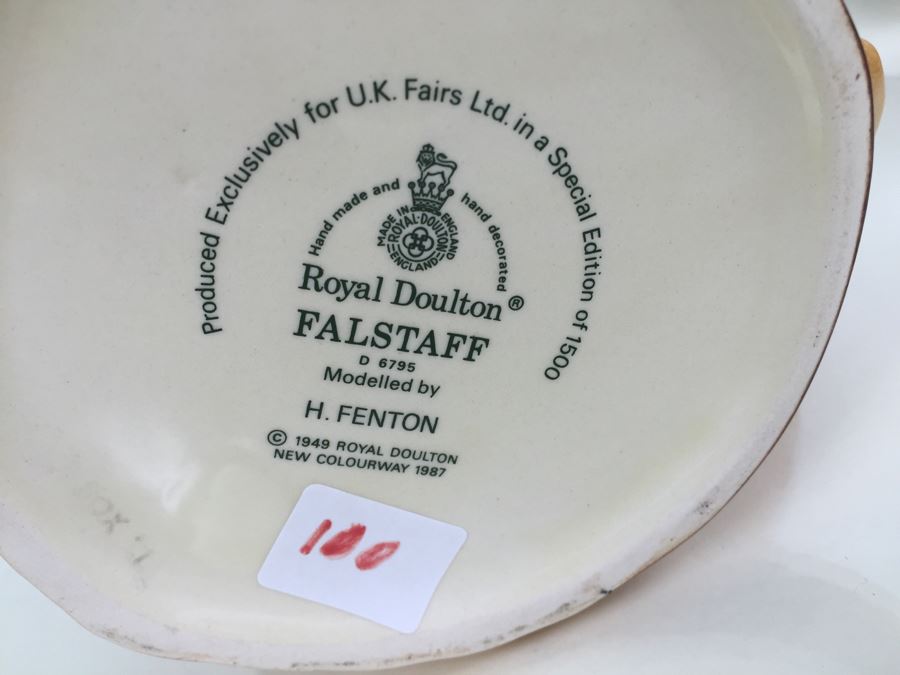 Produced Exclusively for U.K. Fairs Ltd. in a Special Edition of 1500
Hand made and hand decorated
MADE IN ENGLAND
ROYAL·DOULTON
ENGLAND
Royal Doulton ®
FALSTAFF
D 6795
Modelled by
H. FENTON
© 1949 ROYAL DOULTON
NEW COLOURWAY 1987
100